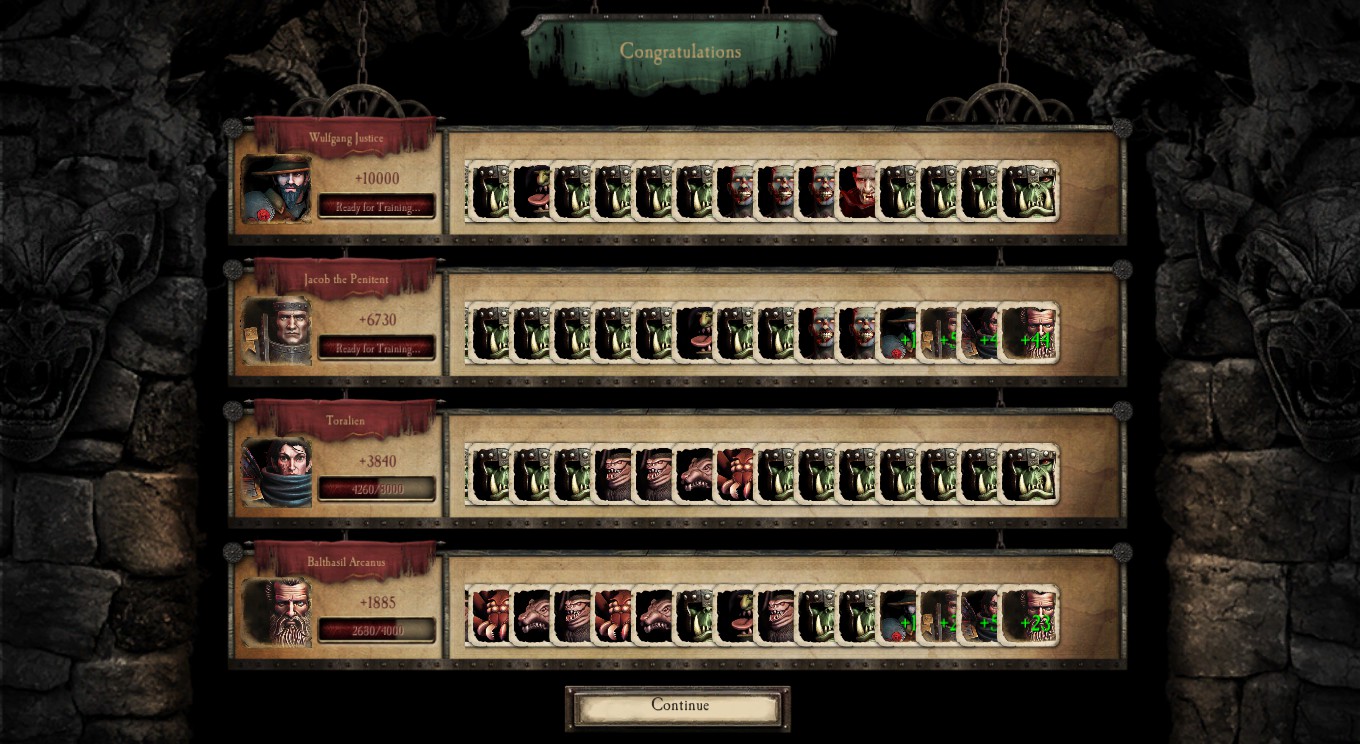 Congratulations
Wulfgang Justice
+10000
Ready for Training...
Jacob the Penitent
+6730
Ready for Training...
+44
Toralien
+3840
4260/8000
Balthasil Arcanus
+1885
2680/4000
+23
Continue